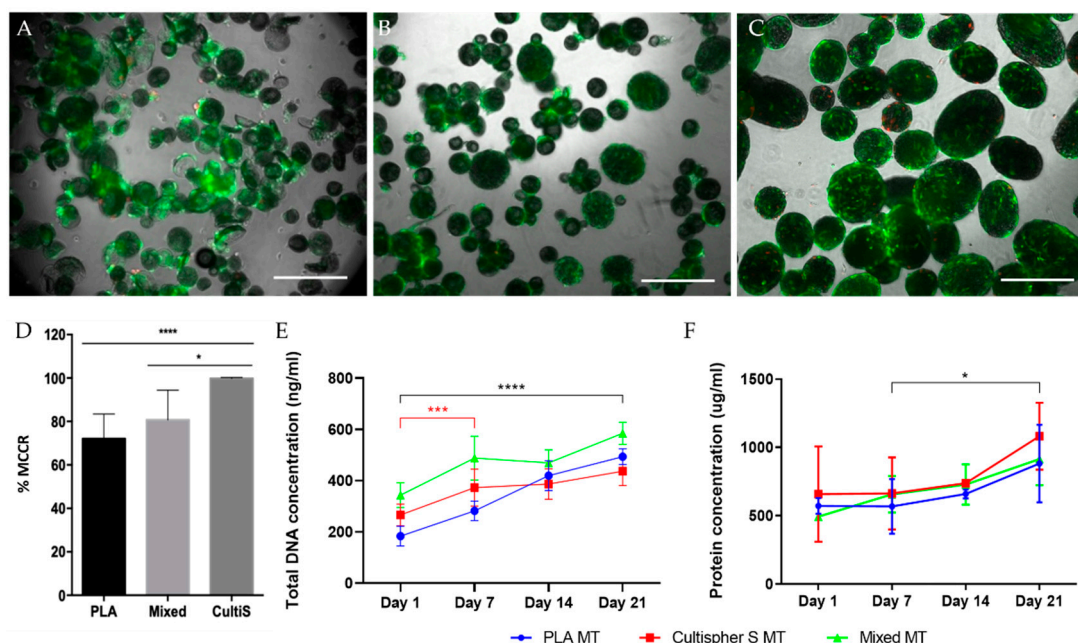 A
B
C
D
E
F
120
100
80
60
40
20
0
% MCCR
****
*
PLA
Mixed
CultiS
Total DNA concentration (ng/ml)
800
600
400
200
0
****
***
Day 1
Day 7
Day 14
Day 21
Protein concentration (ug/ml)
1500
1000
500
0
*
Day 1
Day 7
Day 14
Day 21
PLA MT
Cultispher S MT
Mixed MT